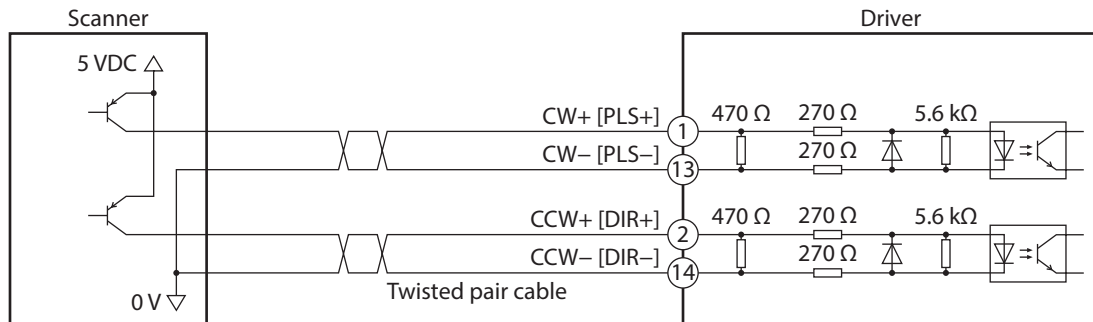 Scanner
Driver
5 VDC
CW+ [PLS+]
1
470 Ω
270 Ω
5.6 kΩ
CW− [PLS−]
13
270 Ω
CCW+ [DIR+]
2
470 Ω
270 Ω
5.6 kΩ
CCW− [DIR−]
14
270 Ω
0 V
Twisted pair cable